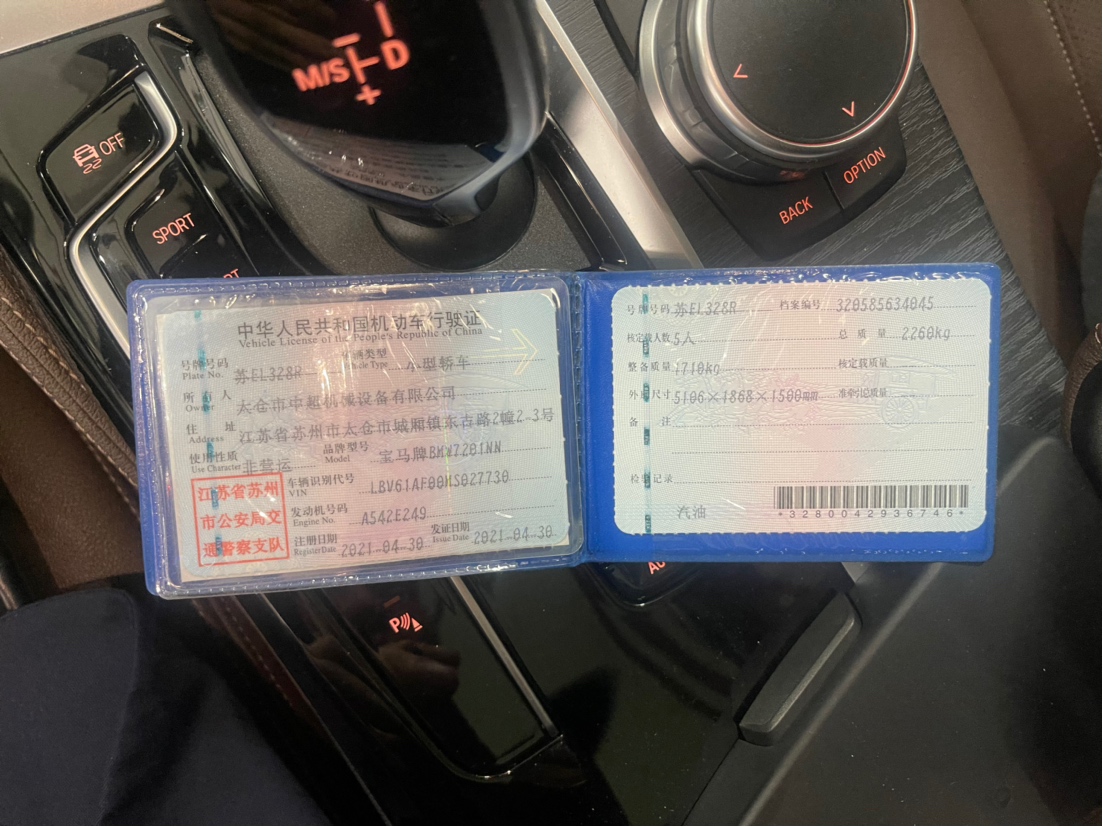 M/S D
+
OFF
SPORT
BACK
OPTION
中华人民共和国机动车行驶证
Vehicle License of the People's Republic of China
号牌号码 苏EL328R 车辆类型 小型轿车
Plate No. Vehicle Type
所有人 太仓市中超机械设备有限公司
Owner
住址 江苏省苏州市太仓市城厢镇东古路2幢2-3号
Address
使用性质 非营运 品牌型号 宝马牌BMW7201NN
Use Character Model
江苏省苏州
市公安局交
通警察支队
车辆识别代号 LBV61AF00MS027730
VIN
发动机号码 A542E249
Engine No.
注册日期 2021-04-30 发证日期 2021-04-30
Register Date Issue Date
号牌号码 苏EL328R 档案编号 320585634045
核定载人数 5人 总质量 2260kg
整备质量 1710kg 核定载质量
外廓尺寸 5106×1868×1500mm 准牵引总质量
备注
检验记录
汽油
*3280042936746*
P